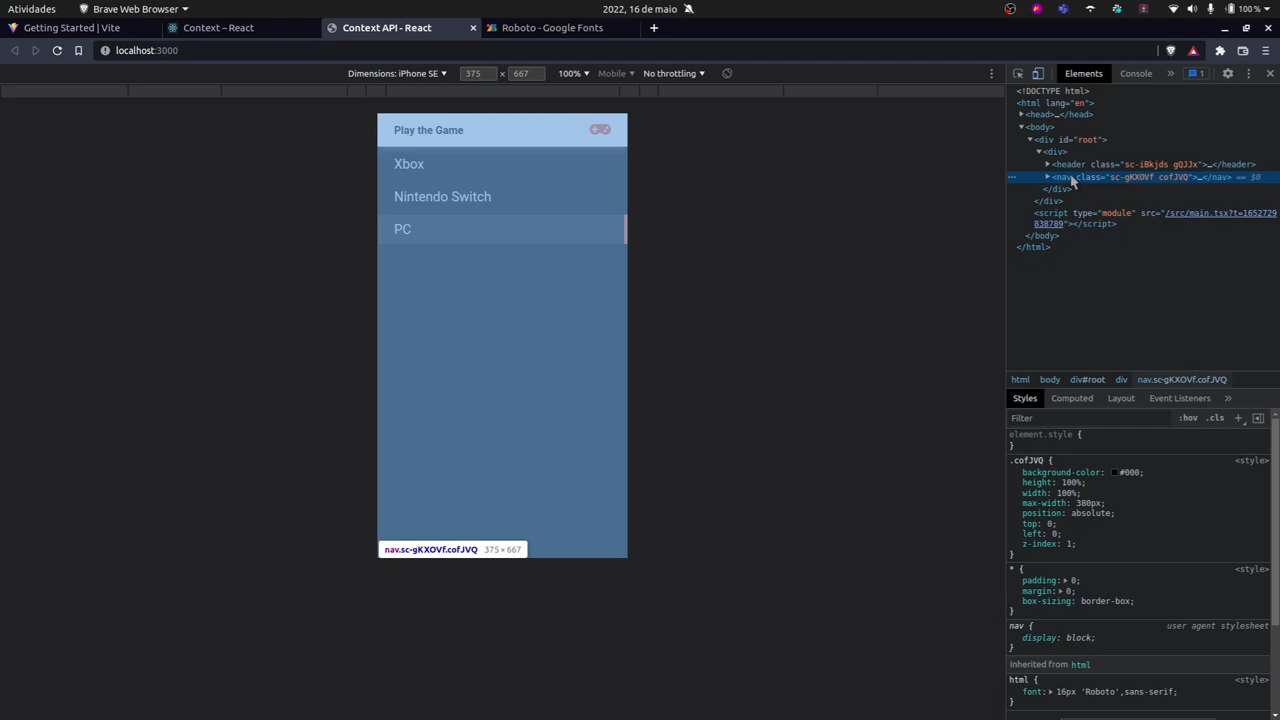 Atividades
Brave Web Browser
2022, 16 de maio
100 %
Getting Started | Vite
Context – React
Context API - React
Roboto - Google Fonts
localhost:3000
1
Dimensions: iPhone SE
375
x
667
100%
Mobile
No throttling
Elements
Console
»
1
Play the Game
Xbox
Nintendo Switch
PC
nav.sc-gKXOVf.cofJVQ 375 × 667
<!DOCTYPE html>
<html lang="en">
<head>…</head>
<body>
<div id="root">
<div>
<header class="sc-iBkjds gQJJx">…</header>
<nav class="sc-gKXOVf cofJVQ">…</nav> == $0
</div>
</div>
<script type="module" src="/src/main.tsx?t=1652729
838789"></script>
</body>
</html>
html body div#root div nav.sc-gKXOVf.cofJVQ
Styles Computed Layout Event Listeners »
Filter :hov .cls +
element.style {
}
.cofJVQ { <style>
background-color: #000;
height: 100%;
width: 100%;
max-width: 380px;
position: absolute;
top: 0;
left: 0;
z-index: 1;
}
* { <style>
padding: 0;
margin: 0;
box-sizing: border-box;
}
nav { user agent stylesheet
display: block;
}
Inherited from html
html { <style>
font: 16px 'Roboto',sans-serif;
}